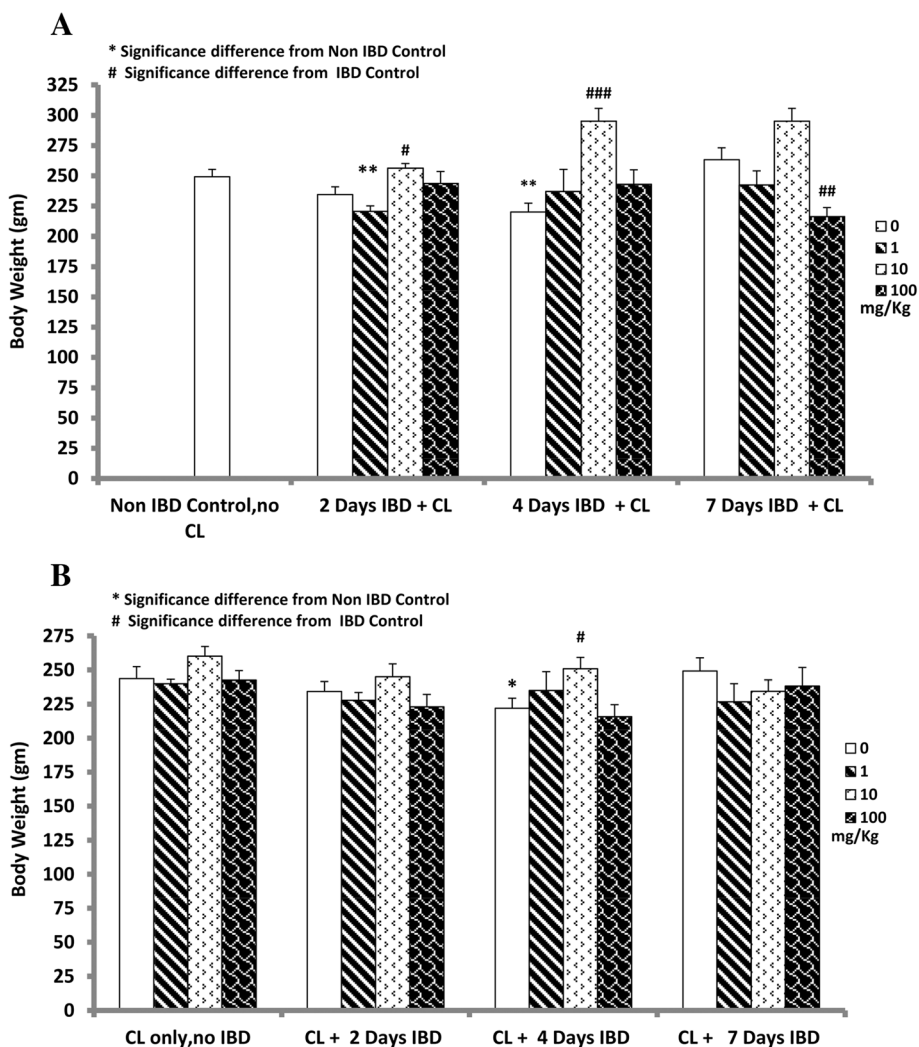 A
* Significance difference from Non IBD Control
# Significance difference from IBD Control
325
300
275
250
225
200
175
150
125
100
75
50
25
0
Body Weight (gm)
**
#
**
###
##
0
1
10
100
mg/Kg
Non IBD Control,no
CL
2 Days IBD + CL
4 Days IBD + CL
7 Days IBD + CL
B
* Significance difference from Non IBD Control
# Significance difference from IBD Control
275
250
225
200
175
150
125
100
75
50
25
0
Body Weight (gm)
*
#
0
1
10
100
mg/Kg
CL only,no IBD
CL + 2 Days IBD
CL + 4 Days IBD
CL + 7 Days IBD